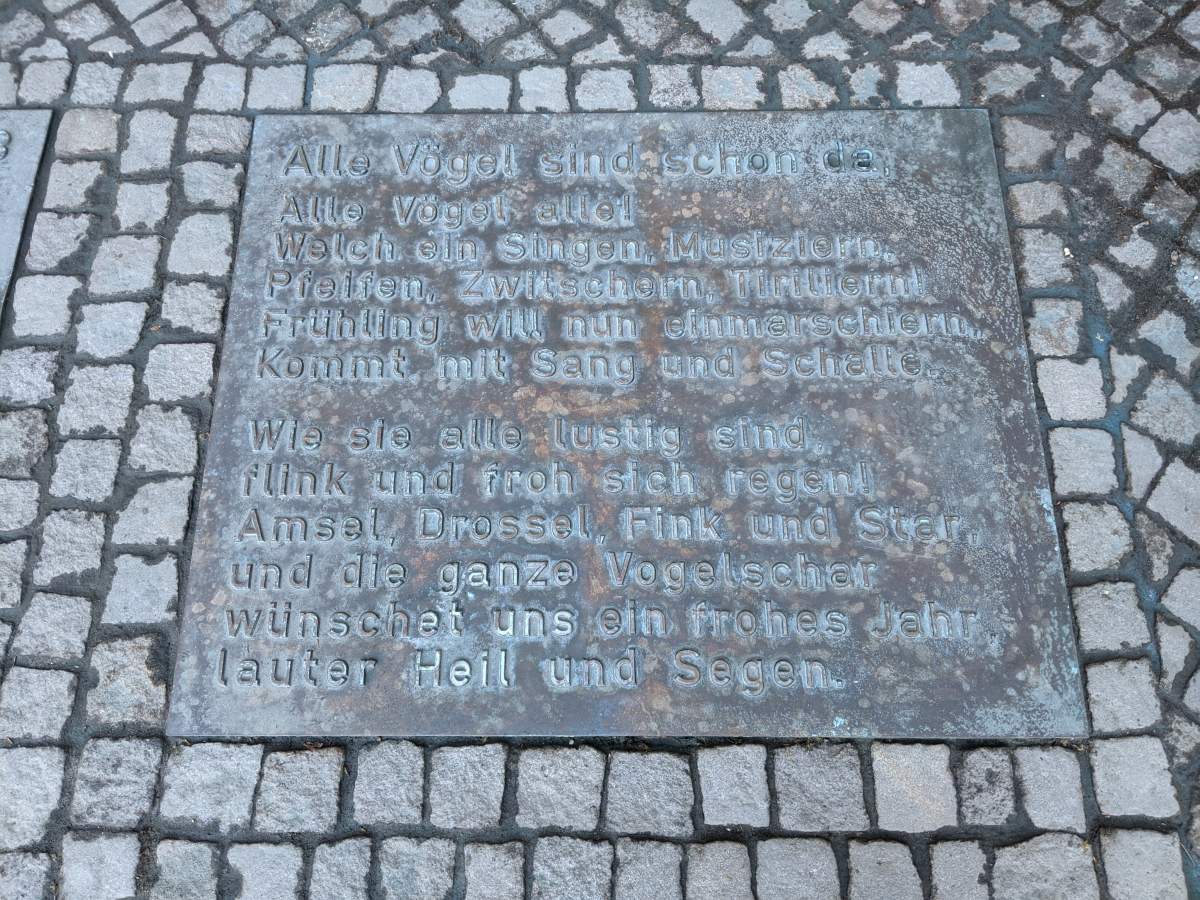 Alle Vögel sind schon da,
Alle Vögel alle!
Welch ein Singen, Musiziern,
Pfeifen, Zwitschern, Tiriliern!
Frühling will nun einmarschiern,
Kommt mit Sang und Schalle.
Wie sie alle lustig sind,
flink und froh sich regen!
Amsel, Drossel, Fink und Star,
und die ganze Vogelschar
wünschet uns ein frohes Jahr,
lauter Heil und Segen.